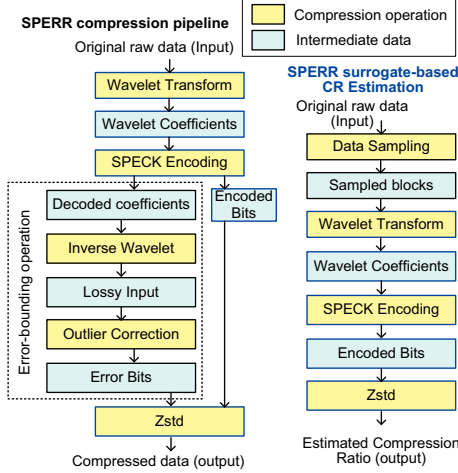 SPERR compression pipeline
Original raw data (Input)
Wavelet Transform
Wavelet Coefficients
SPECK Encoding
Error-bounding operation
Decoded coefficients
Inverse Wavelet
Lossy Input
Outlier Correction
Error Bits
Encoded
Bits
Zstd
Compressed data (output)
Compression operation
Intermediate data
SPERR surrogate-based
CR Estimation
Original raw data
(Input)
Data Sampling
Sampled blocks
Wavelet Transform
Wavelet Coefficients
SPECK Encoding
Encoded Bits
Zstd
Estimated Compression
Ratio (output)